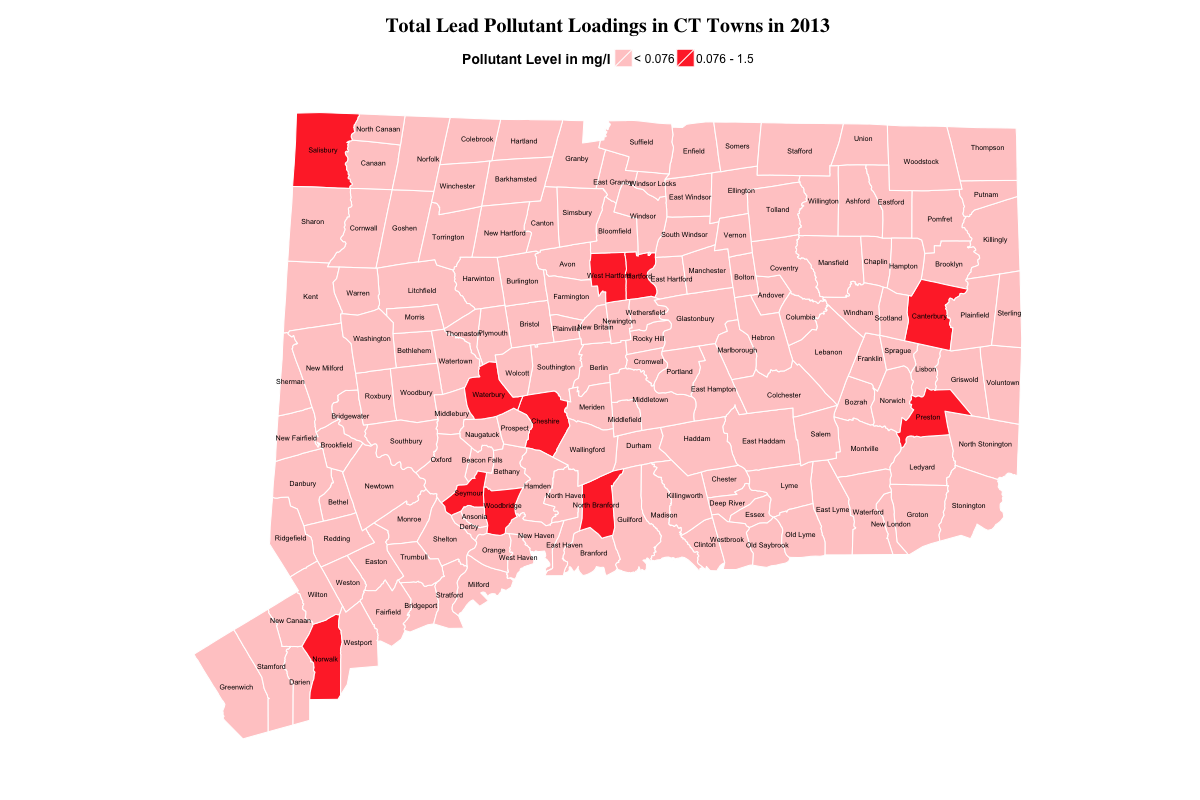 Total Lead Pollutant Loadings in CT Towns in 2013
Pollutant Level in mg/l < 0.076 0.076 - 1.5
North Canaan
Colebrook
Hartland
Suffield
Union
Salisbury
Canaan
Norfolk
Granby
Enfield
Somers
Stafford
Woodstock
Thompson
Winchester
Barkhamsted
East Granby
Windsor Locks
East Windsor
Ellington
Putnam
Sharon
Cornwall
Goshen
Torrington
New Hartford
Canton
Simsbury
Bloomfield
Windsor
South Windsor
Vernon
Tolland
Willington
Ashford
Eastford
Pomfret
Killingly
Avon
West Hartford
Hartford
East Hartford
Manchester
Bolton
Coventry
Mansfield
Chaplin
Hampton
Brooklyn
Kent
Warren
Litchfield
Harwinton
Burlington
Farmington
Andover
Morris
Washington
Bethlehem
Thomaston
Plymouth
Bristol
Plainville
New Britain
Newington
Wethersfield
Glastonbury
Rocky Hill
Hebron
Columbia
Windham
Scotland
Canterbury
Plainfield
Sterling
New Milford
Watertown
Wolcott
Southington
Berlin
Cromwell
Portland
Marlborough
Lebanon
Franklin
Sprague
Lisbon
Griswold
Voluntown
Sherman
Roxbury
Woodbury
Waterbury
Middletown
East Hampton
Colchester
Bozrah
Norwich
Bridgewater
Middlebury
Cheshire
Meriden
Middlefield
Preston
New Fairfield
Brookfield
Southbury
Naugatuck
Prospect
Wallingford
Durham
Haddam
East Haddam
Salem
Montville
North Stonington
Oxford
Beacon Falls
Bethany
Ledyard
Danbury
Bethel
Newtown
Seymour
Woodbridge
Hamden
North Haven
North Branford
Guilford
Madison
Killingworth
Chester
Deep River
Essex
Lyme
East Lyme
Waterford
New London
Groton
Stonington
Monroe
Ansonia
Derby
Ridgefield
Redding
Shelton
Orange
New Haven
West Haven
East Haven
Branford
Clinton
Westbrook
Old Saybrook
Old Lyme
Easton
Trumbull
Weston
Milford
Wilton
Stratford
Bridgeport
Fairfield
New Canaan
Westport
Norwalk
Stamford
Darien
Greenwich